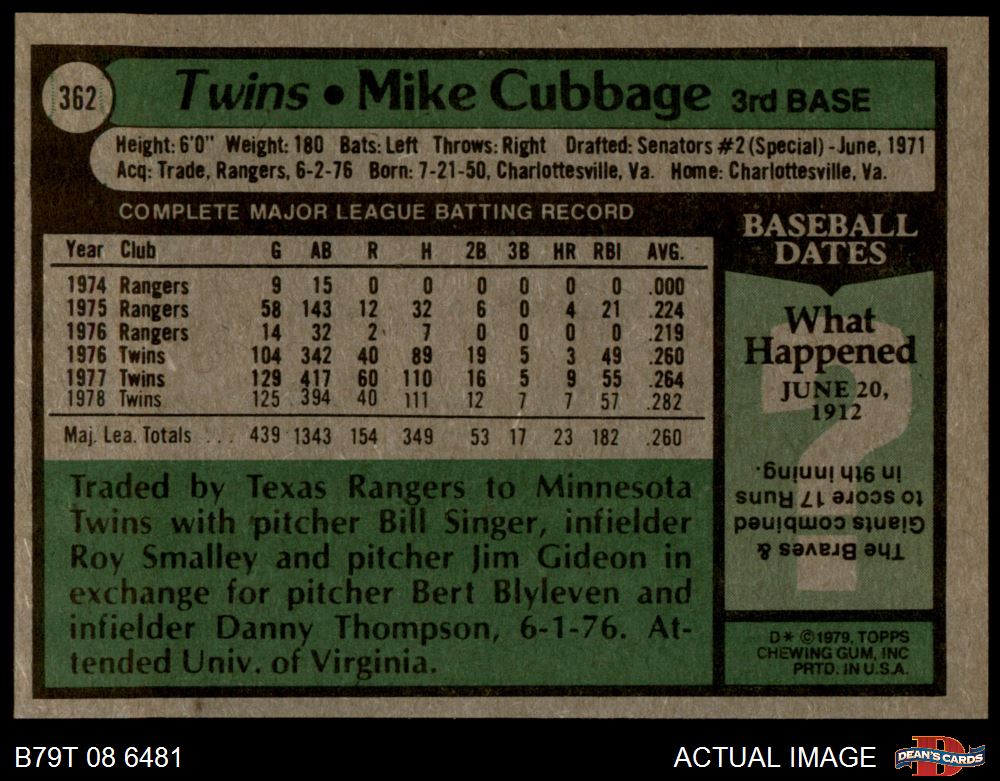 362
Twins • Mike Cubbage 3rd BASE
Height: 6'0" Weight: 180 Bats: Left Throws: Right Drafted: Senators #2 (Special) - June, 1971
Acq: Trade, Rangers, 6-2-76 Born: 7-21-50, Charlottesville, Va. Home: Charlottesville, Va.
COMPLETE MAJOR LEAGUE BATTING RECORD
Year Club G AB R H 2B 3B HR RBI AVG.
1974 Rangers 9 15 0 0 0 0 0 0 .000
1975 Rangers 58 143 12 32 6 0 4 21 .224
1976 Rangers 14 32 2 7 0 0 0 0 .219
1976 Twins 104 342 40 89 19 5 3 49 .260
1977 Twins 129 417 60 110 16 5 9 55 .264
1978 Twins 125 394 40 111 12 7 7 57 .282
Maj. Lea. Totals ... 439 1343 154 349 53 17 23 182 .260
Traded by Texas Rangers to Minnesota
Twins with pitcher Bill Singer, infielder
Roy Smalley and pitcher Jim Gideon in
exchange for pitcher Bert Blyleven and
infielder Danny Thompson, 6-1-76. At-
tended Univ. of Virginia.
BASEBALL
DATES
What
Happened
JUNE 20,
1912
?
The Braves &
Giants combined
to score 17 Runs
in 9th inning.
D* ©1979, TOPPS
CHEWING GUM, INC
PRTD. IN U.S.A.
B79T 08 6481
ACTUAL IMAGE
D
DEAN'S CARDS